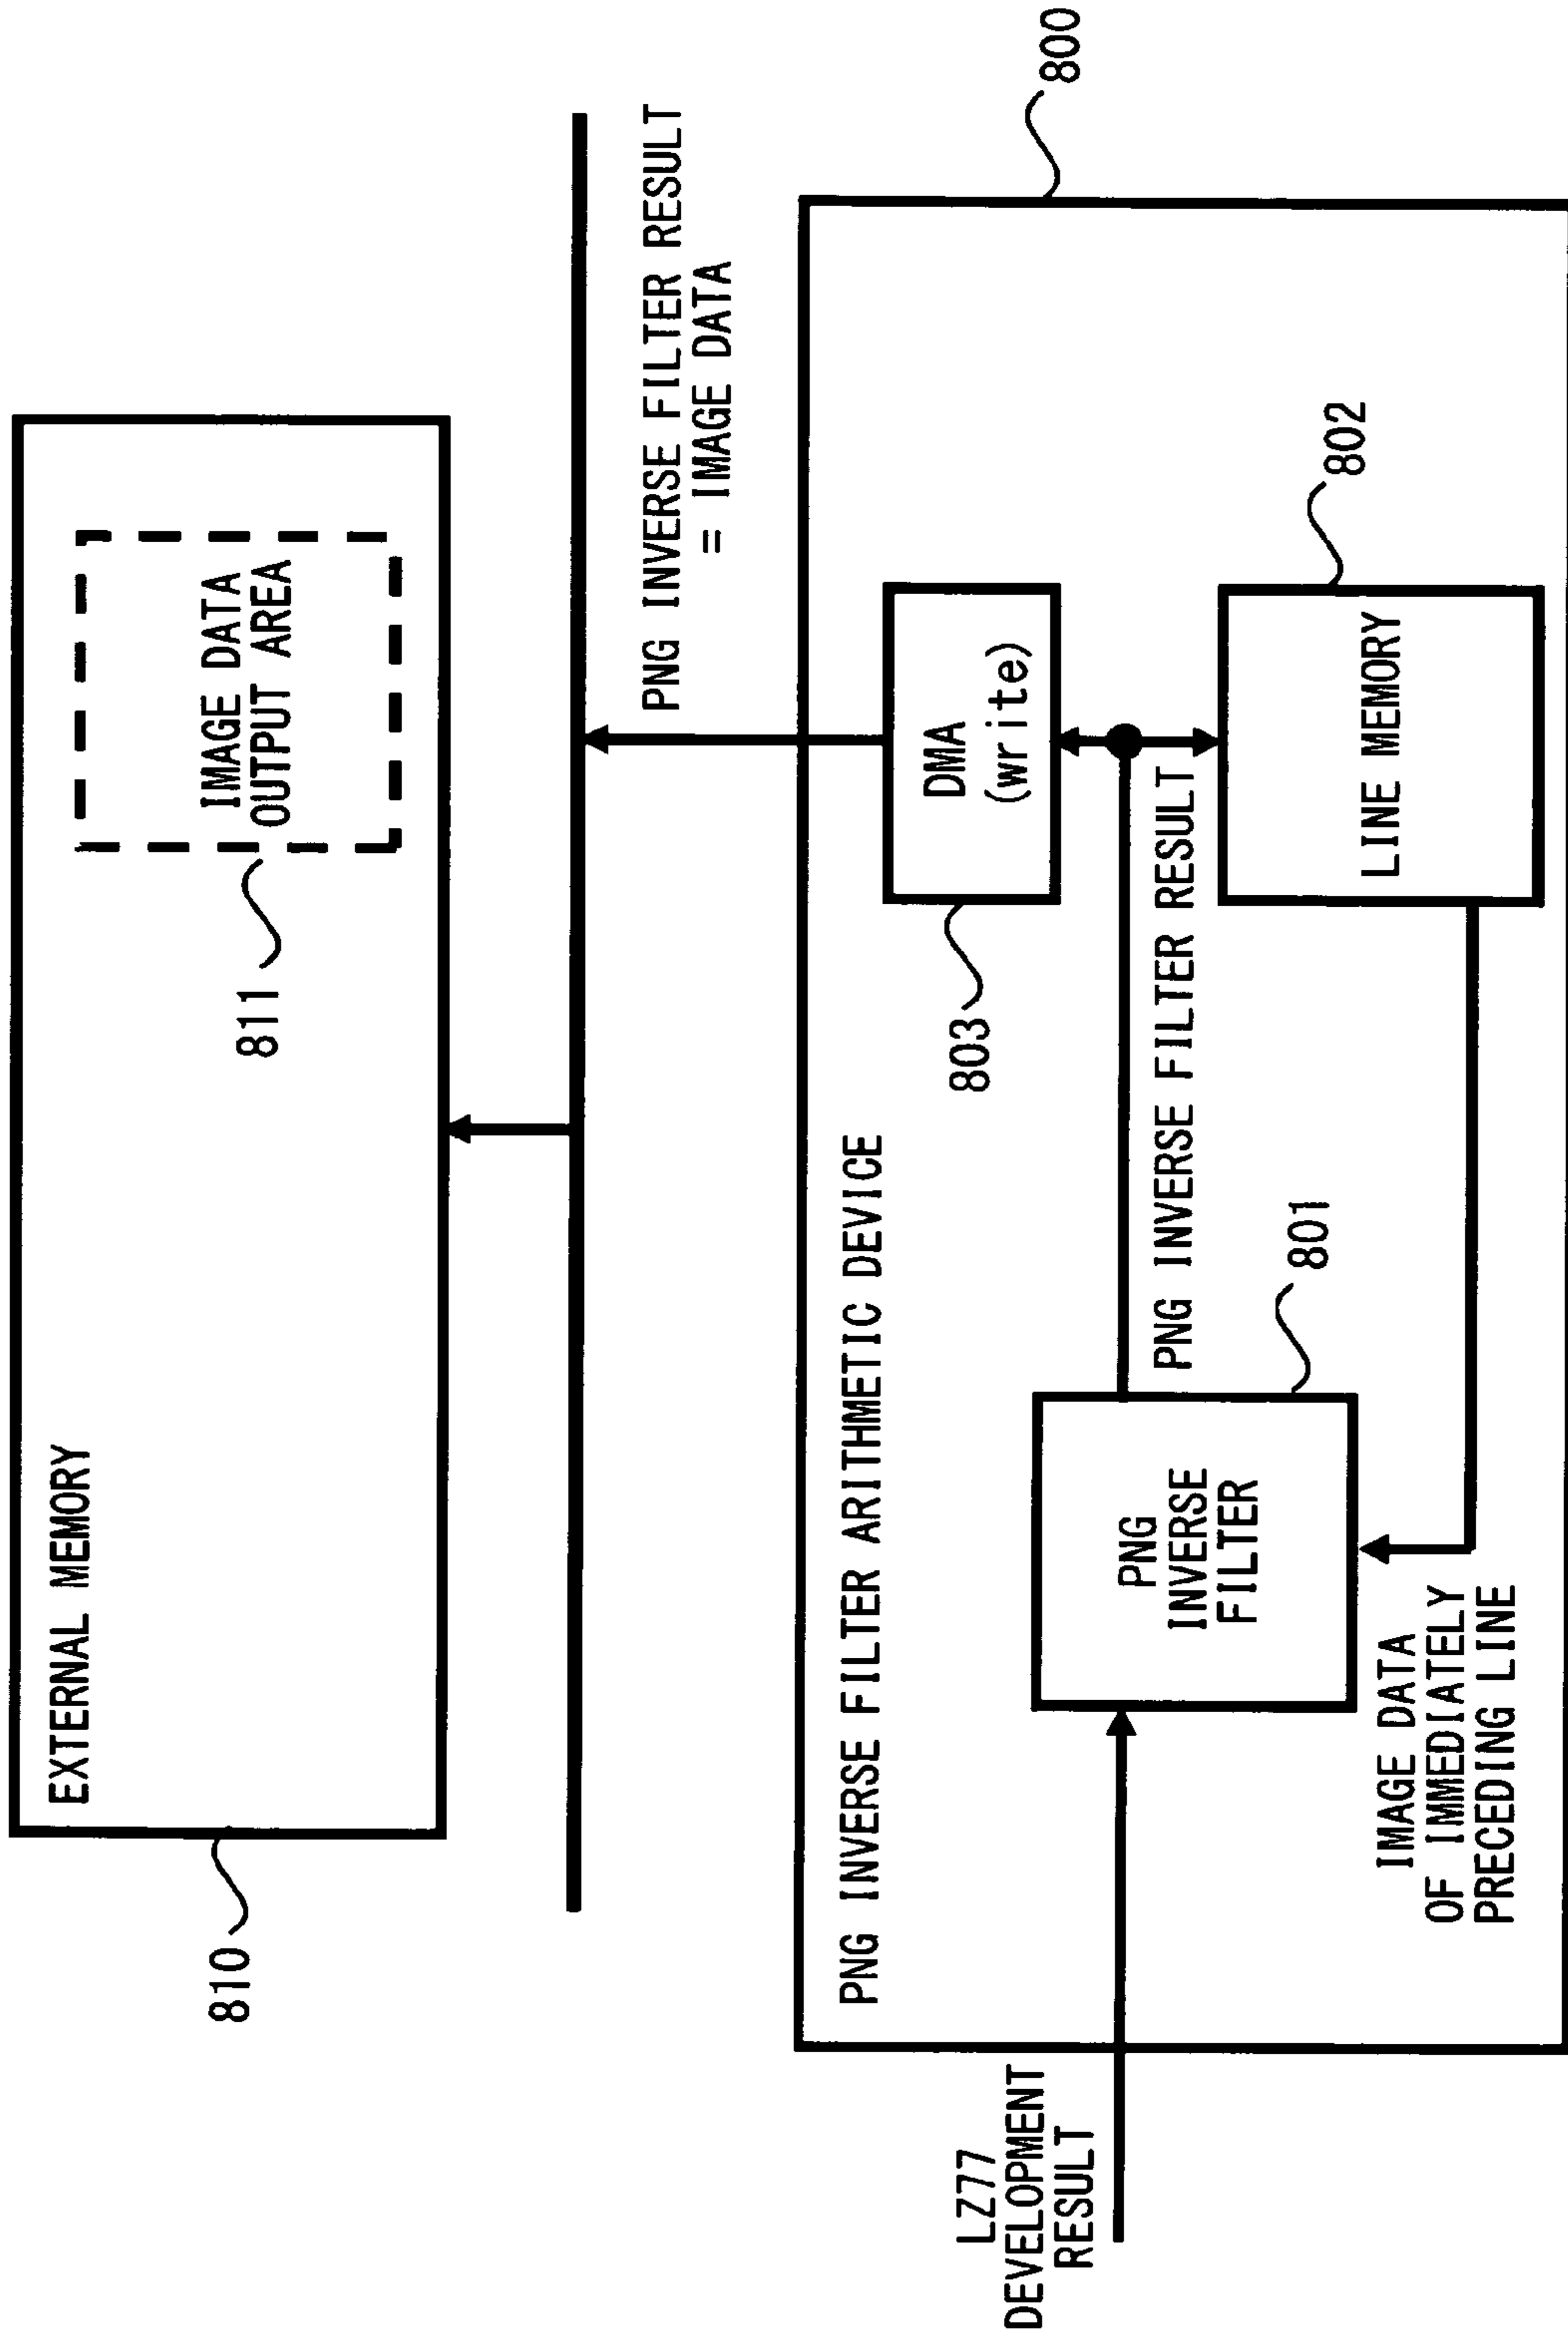 EXTERNAL MEMORY
810
IMAGE DATA
OUTPUT AREA
811
PNG INVERSE FILTER RESULT
= IMAGE DATA
PNG INVERSE FILTER ARITHMETIC DEVICE
800
803
DMA
(write)
LZ77
DEVELOPMENT
RESULT
PNG
INVERSE
FILTER
801
PNG INVERSE FILTER RESULT
802
LINE MEMORY
IMAGE DATA
OF IMMEDIATELY
PRECEDING LINE